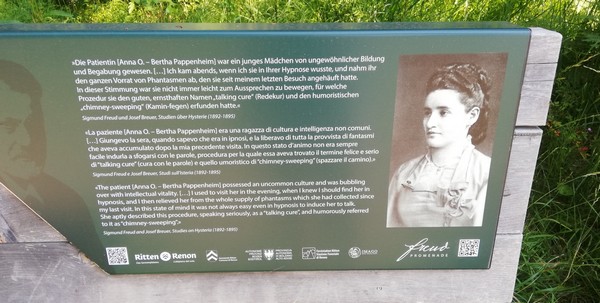 »Die Patientin [Anna O. – Bertha Pappenheim] war ein junges Mädchen von ungewöhnlicher Bildung
und Begabung gewesen. [...] Ich kam abends, wenn ich sie in ihrer Hypnose wusste, und nahm ihr
den ganzen Vorrat von Phantasmen ab, den sie seit meinem letzten Besuch angehäuft hatte.
In dieser Stimmung war sie nicht immer leicht zum Aussprechen zu bewegen, für welche
Prozedur sie den guten, ernsthaften Namen „talking cure“ (Redekur) und den humoristischen
„chimney-sweeping“ (Kamin-fegen) erfunden hatte.«
Sigmund Freud und Josef Breuer, Studien über Hysterie (1892-1895)
«La paziente [Anna O. – Bertha Pappenheim] era una ragazza di cultura e intelligenza non comuni.
[...] Giungevo la sera, quando sapevo che era in ipnosi, e la liberavo di tutta la provvista di fantasmi
che aveva accumulato dopo la mia precedente visita. In questo stato d'animo non era sempre
facile indurla a sfogarsi con le parole, procedura per la quale essa aveva trovato il termine felice e serio
di "talking cure" (cura con le parole) e quello umoristico di "chimney-sweeping" (spazzare il camino).»
Sigmund Freud und Josef Breuer, Studi sull'isteria (1892-1895)
«The patient [Anna O. – Bertha Pappenheim] possessed an uncommon culture and was bubbling
over with intellectual vitality. [...] I used to visit her in the evening, when I knew I should find her in
hypnosis, and I then relieved her from the whole supply of phantasms which she had collected since
my last visit. In this state of mind it was not always easy even in hypnosis to induce her to talk.
She aptly described this procedure, speaking seriously, as a "talking cure", and humorously referred
to it as "chimney-sweeping".»
Sigmund Freud and Josef Breuer, Studies on Hysteria (1892-1895)
Ritten Renon
freud
PROMENADE